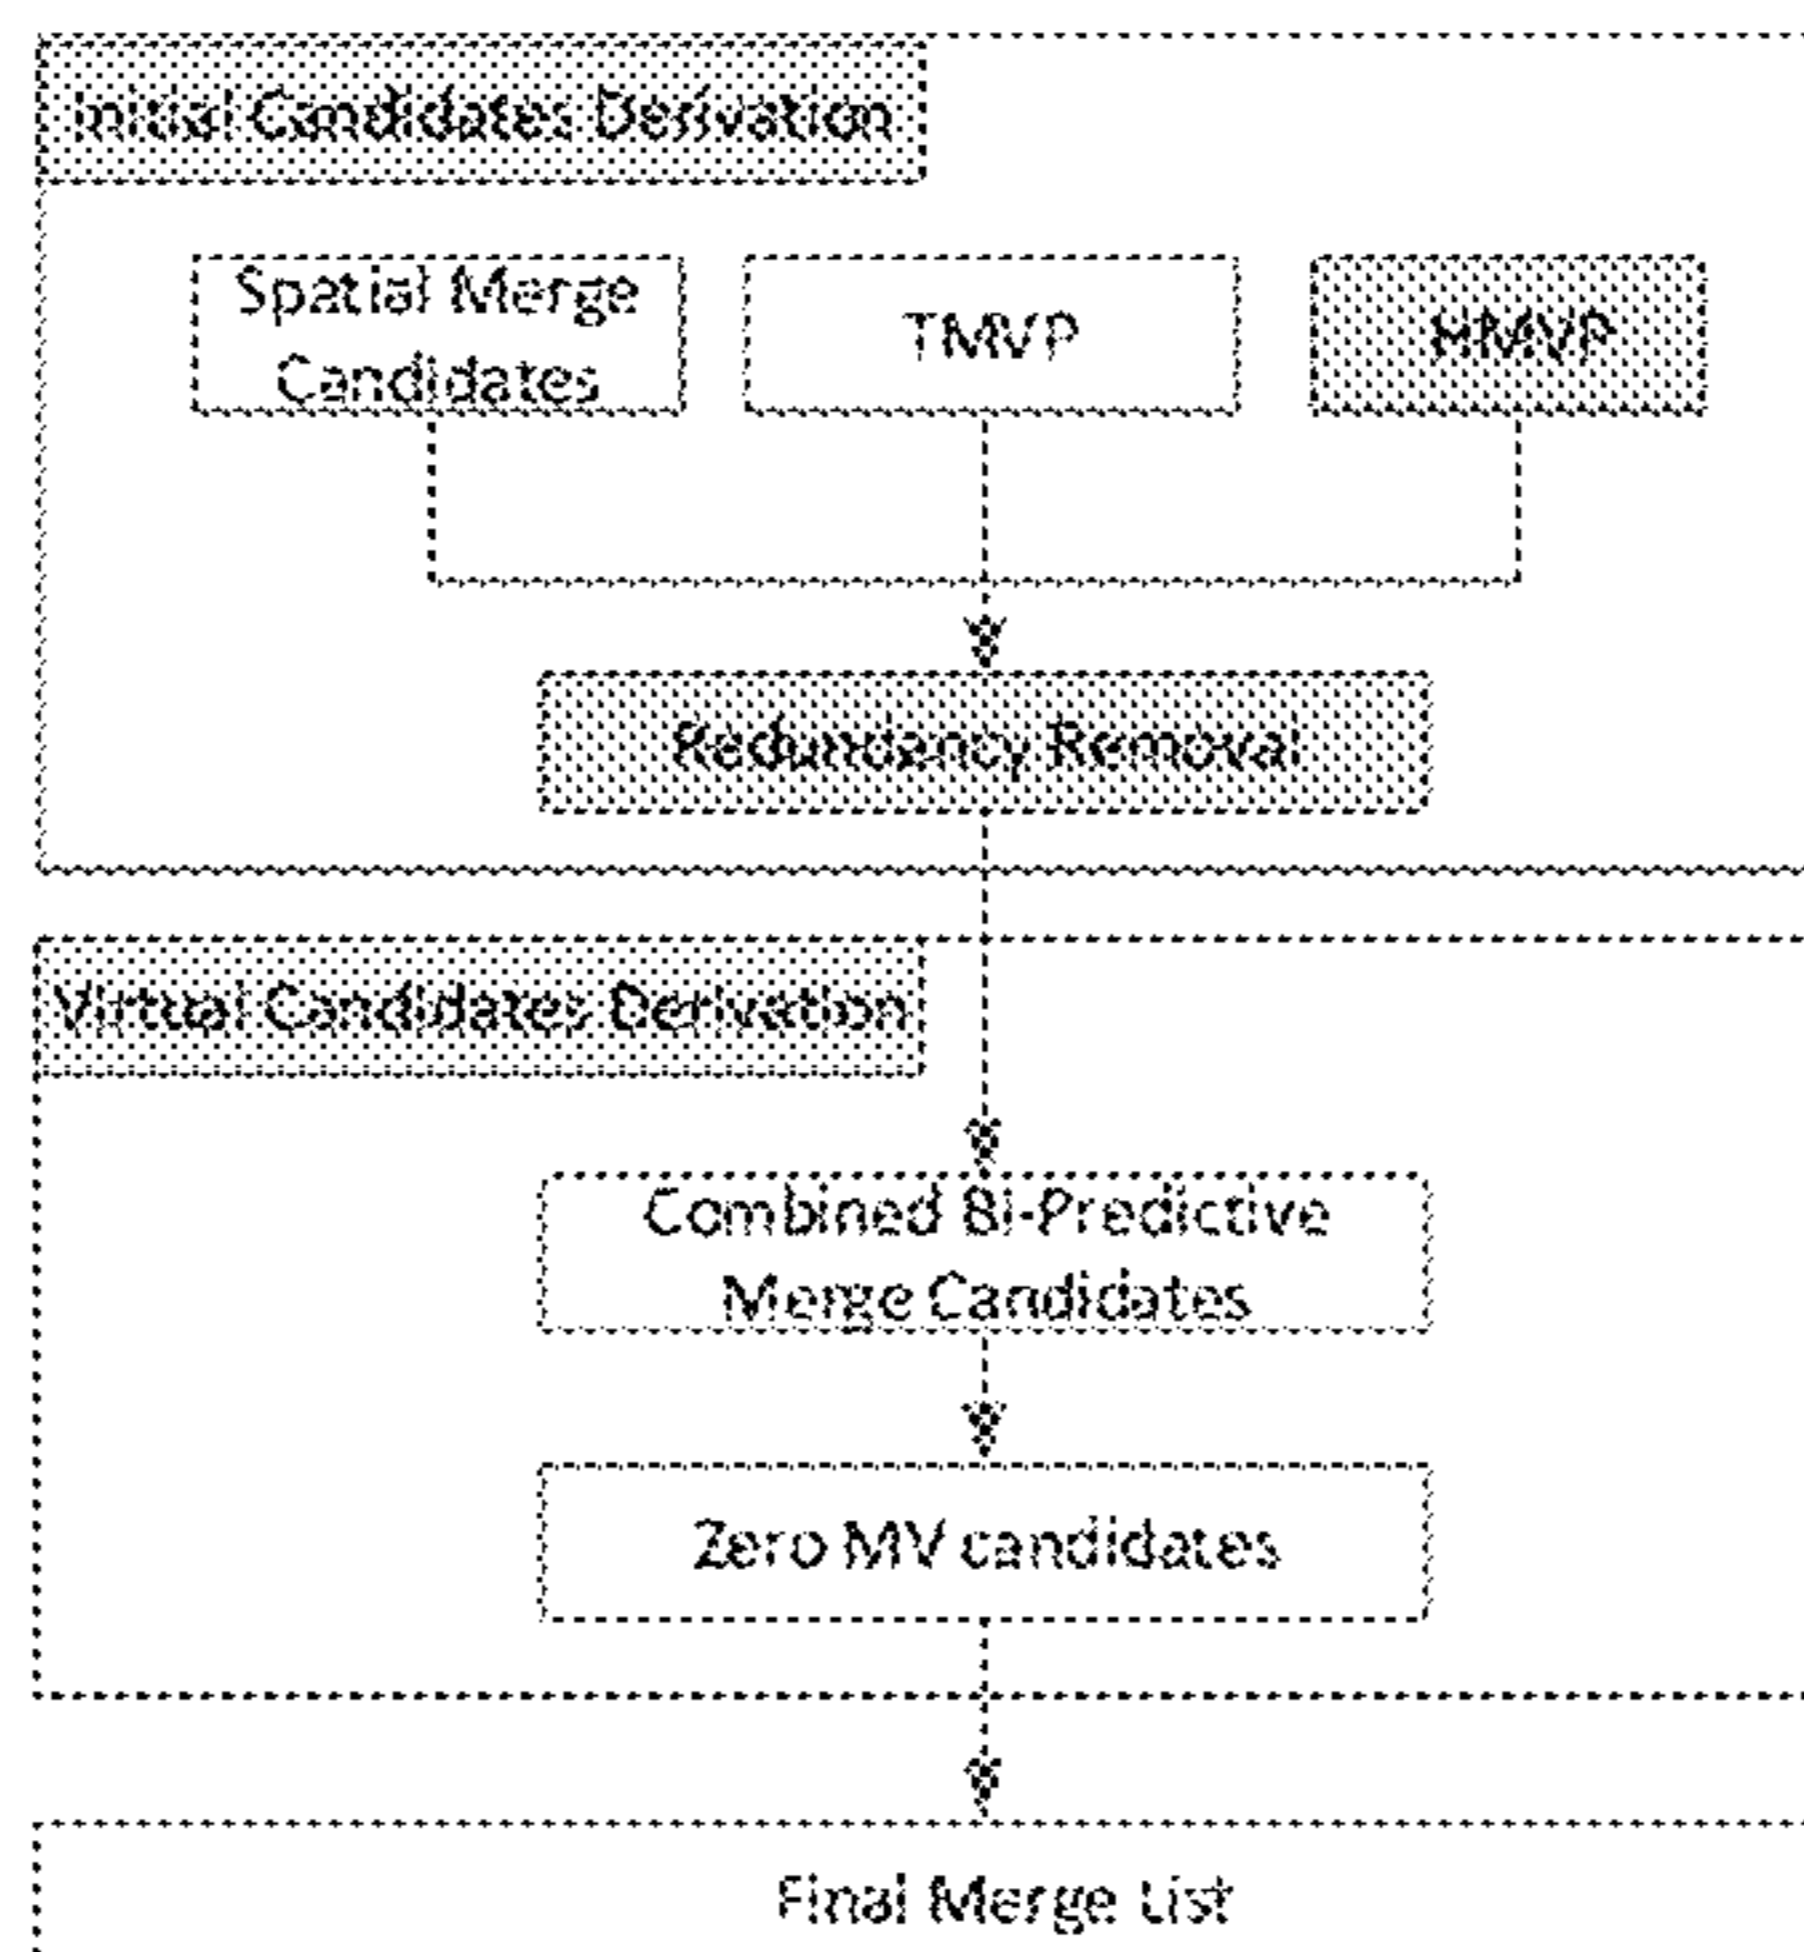 Initial Candidates Derivation
Spatial Merge
Candidates
TMVP
HMVP
Redundancy Removal
Virtual Candidates Derivation
Combined Bi-Predictive
Merge Candidates
Zero MV candidates
Final Merge List